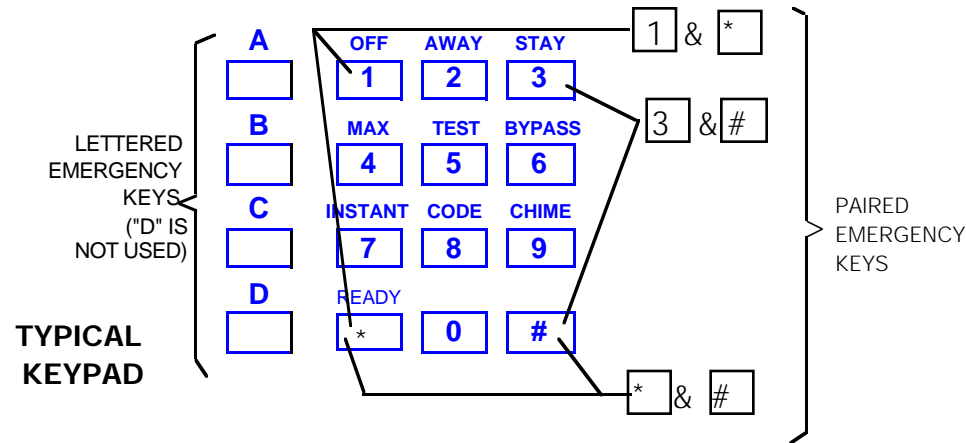 A OFF AWAY STAY 1 & *
1 2 3
3 & #
B MAX TEST BYPASS
4 5 6
LETTERED
EMERGENCY
KEYS
("D" IS
NOT USED)
C INSTANT CODE CHIME
7 8 9
PAIRED
EMERGENCY
KEYS
D READY
* 0 #
TYPICAL
KEYPAD
* & #